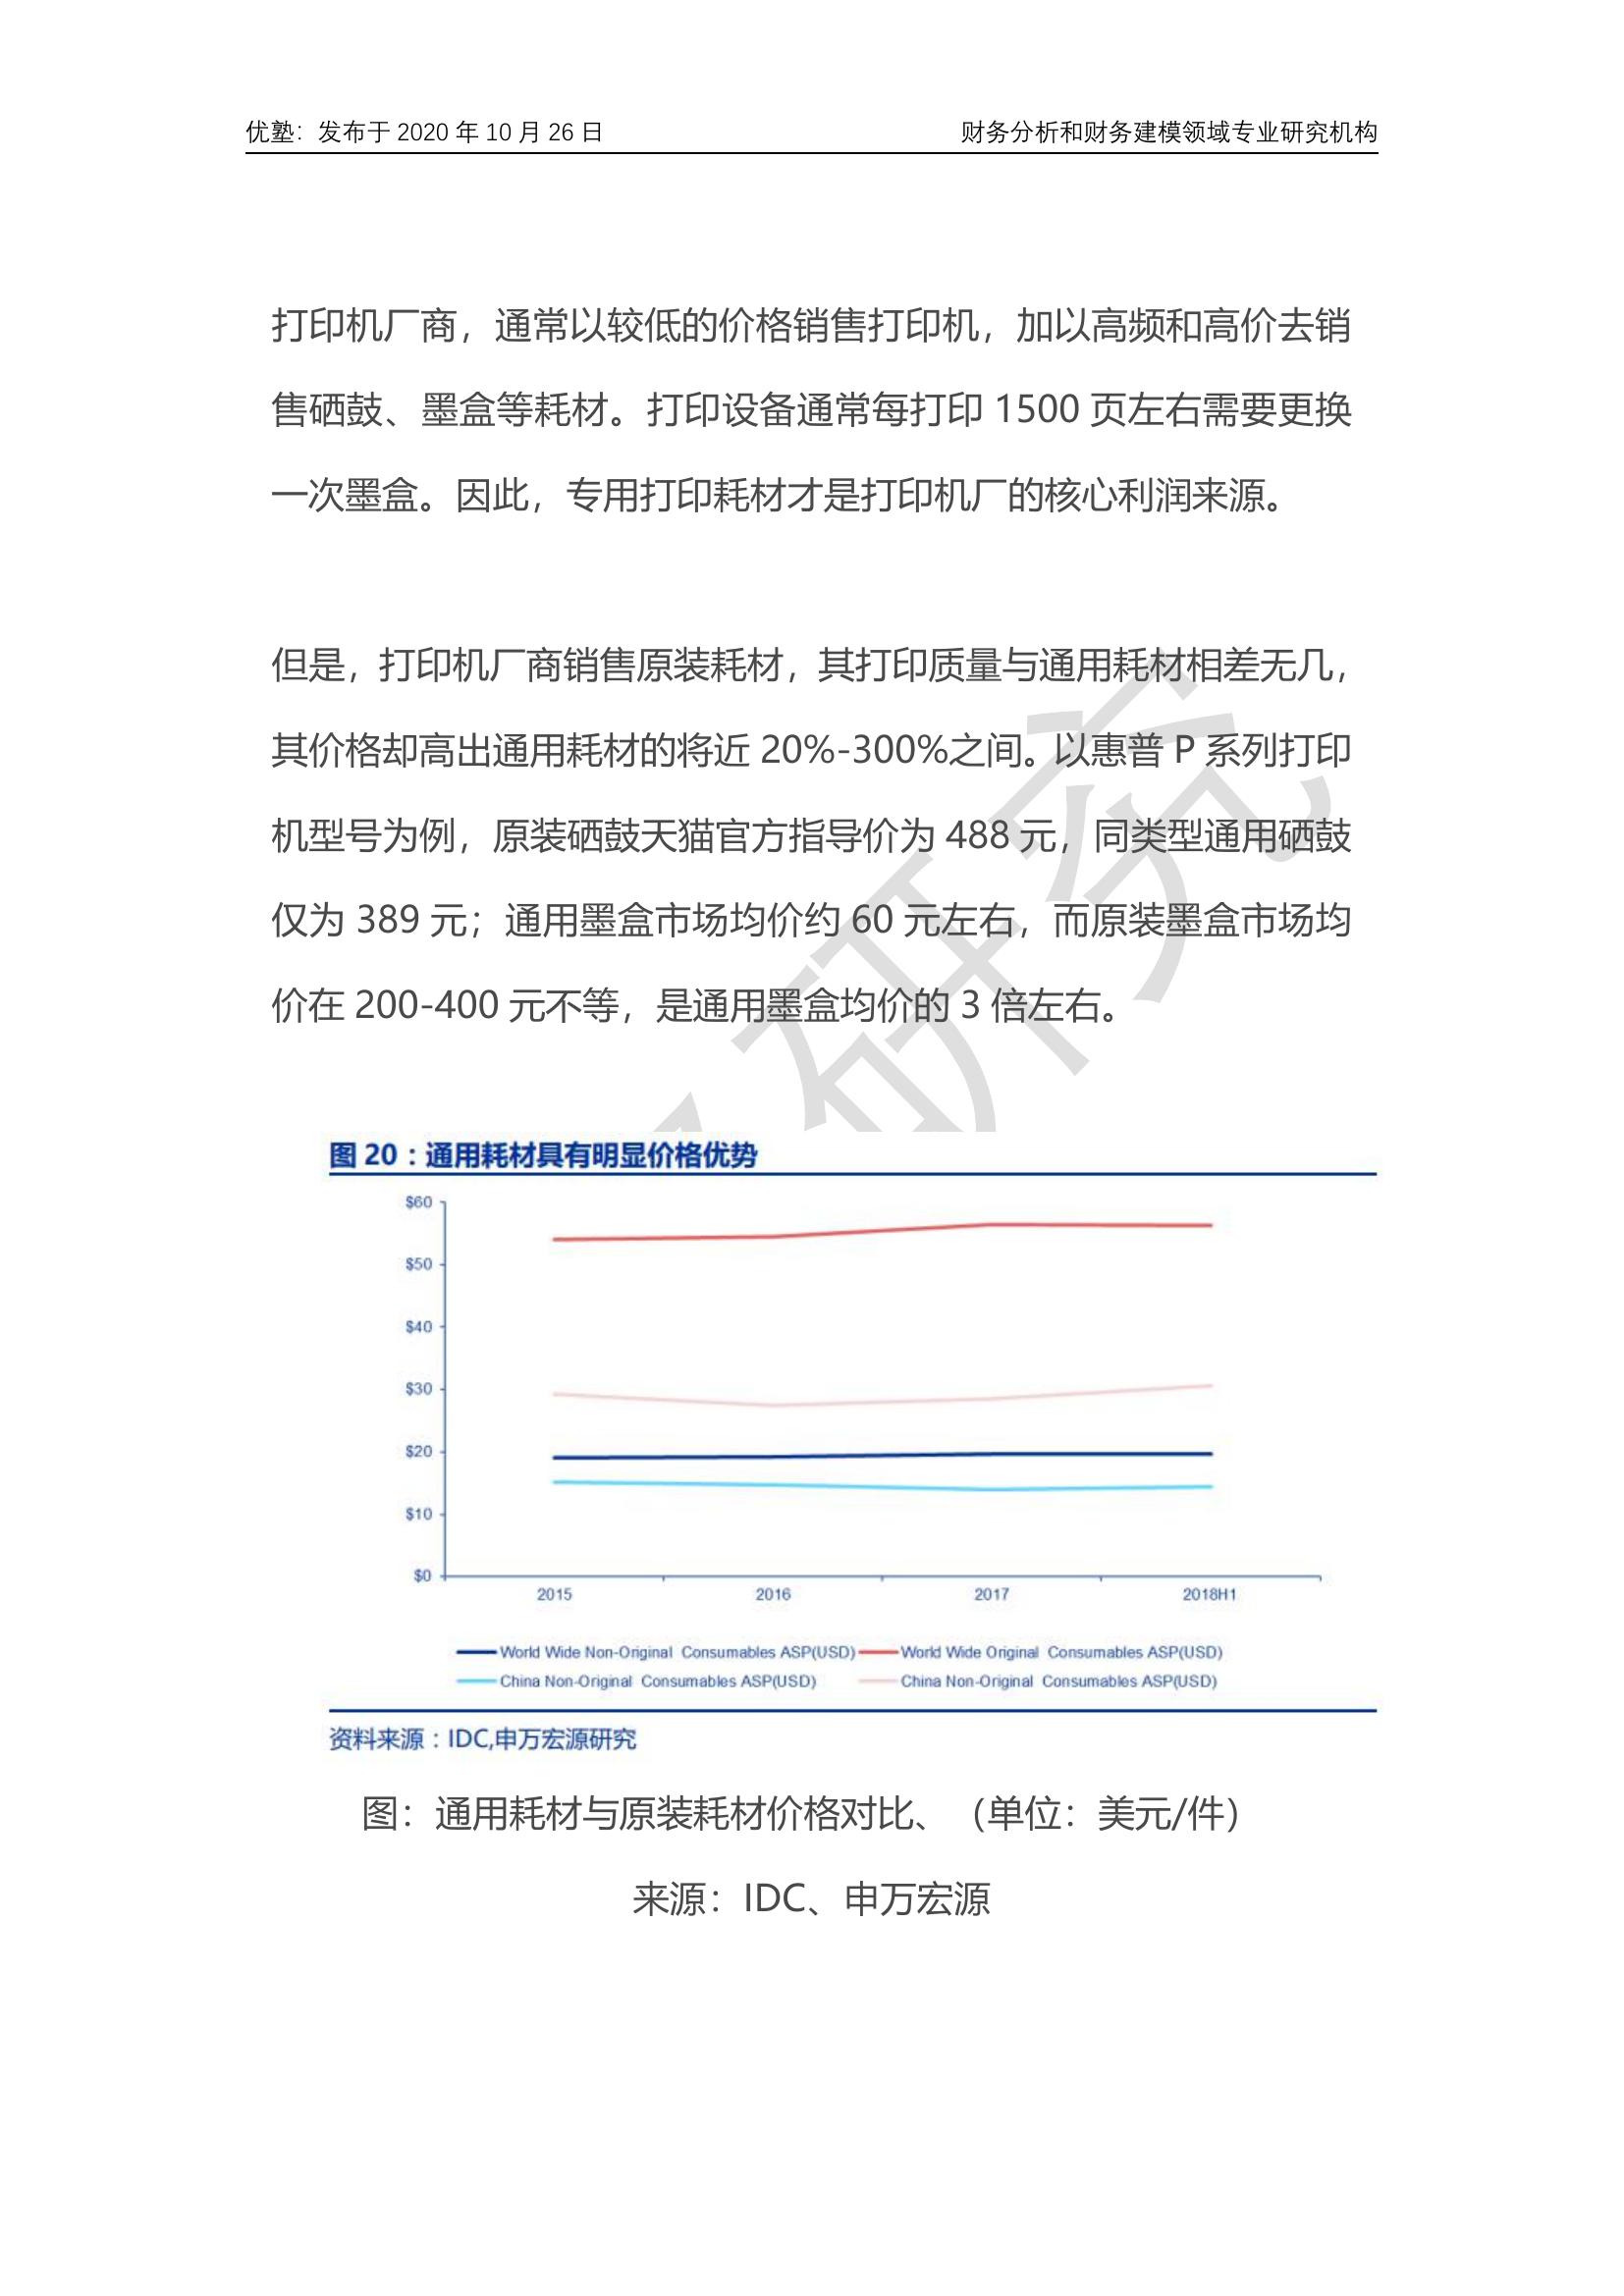 优塾：发布于 2020 年 10 月 26 日
财务分析和财务建模领域专业研究机构
打印机厂商，通常以较低的价格销售打印机，加以高频和高价去销
售硒鼓、墨盒等耗材。打印设备通常每打印 1500 页左右需要更换
一次墨盒。因此，专用打印耗材才是打印机厂的核心利润来源。
但是，打印机厂商销售原装耗材，其打印质量与通用耗材相差无几，
其价格却高出通用耗材的将近 20%-300%之间。以惠普 P 系列打印
机型号为例，原装硒鼓天猫官方指导价为 488 元，同类型通用硒鼓
仅为 389 元；通用墨盒市场均价约 60 元左右，而原装墨盒市场均
价在 200-400 元不等，是通用墨盒均价的 3 倍左右。
研究
图 20：通用耗材具有明显价格优势
$60
$50
$40
$30
$20
$10
$0
2015 2016 2017 2018H1
World Wide Non-Original Consumables ASP(USD) World Wide Original Consumables ASP(USD)
China Non-Original Consumables ASP(USD) China Non-Original Consumables ASP(USD)
资料来源：IDC,申万宏源研究
图：通用耗材与原装耗材价格对比、（单位：美元/件）
来源：IDC、申万宏源